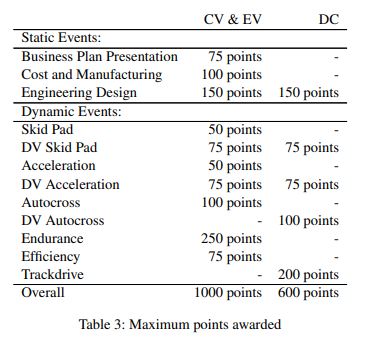 CV & EV DC
Static Events:
Business Plan Presentation 75 points -
Cost and Manufacturing 100 points -
Engineering Design 150 points 150 points
Dynamic Events:
Skid Pad 50 points -
DV Skid Pad 75 points 75 points
Acceleration 50 points -
DV Acceleration 75 points 75 points
Autocross 100 points -
DV Autocross - 100 points
Endurance 250 points -
Efficiency 75 points -
Trackdrive - 200 points
Overall 1000 points 600 points
Table 3: Maximum points awarded